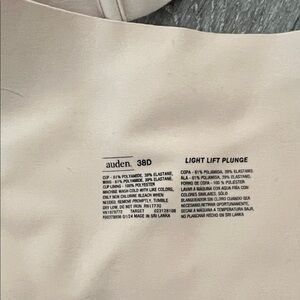 auden. 38D
CUP - 61% POLYAMIDE, 39% ELASTANE,
WING - 61% POLYAMIDE, 39% ELASTANE,
CUP LINING - 100% POLYESTER
MACHINE WASH COLD WITH LIKE COLORS,
ONLY NON CHLORINE BLEACH WHEN
NEEDED, REMOVE PROMPTLY, TUMBLE
DRY LOW, DO NOT IRON
TARGET
MADE IN SRI LANKA
LIGHT LIFT PLUNGE
COPA - 61% POLIAMIDA, 39% ELASTANO,
ALA - 61% POLIAMIDA, 39% ELASTANO,
FORRO DE COPA - 100 % POLIÉSTER
LAVAR A MÁQUINA CON AGUA FRÍA CON
COLORES SIMILARES, SÓLO
BLANQUEADOR SIN CLORO CUANDO
SEA NECESARIO, RETIRAR OPORTUNAMENTE,
SECAR A MÁQUINA A TEMPERATURA BAJA,
NO PLANCHAR HECHO EN SRI LANKA